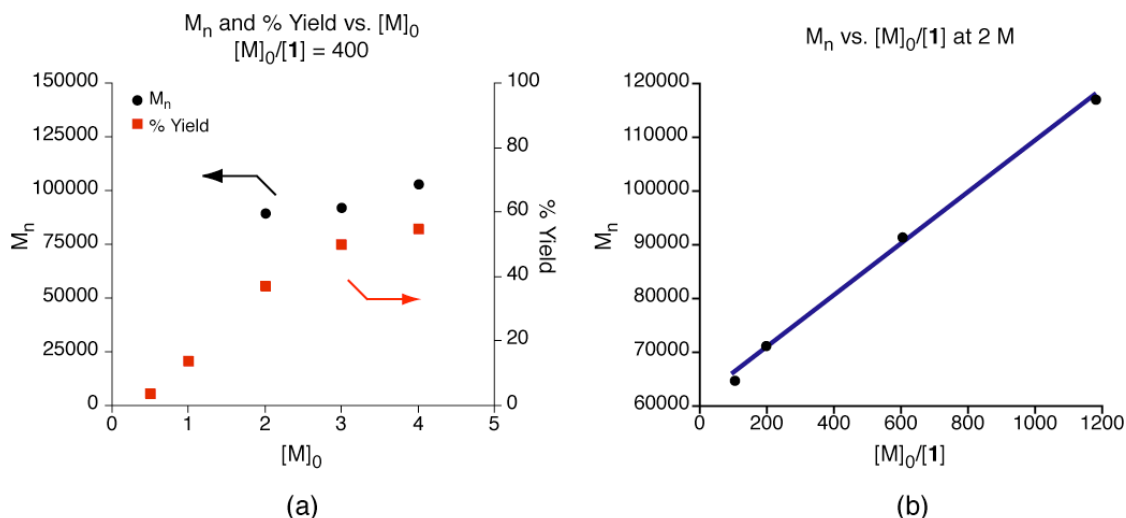 Mn and % Yield vs. [M]0
[M]0/[1] = 400
150000
125000
100000
75000
50000
25000
0
Mn
Mn
% Yield
100
80
60
40
20
0
% Yield
0 1 2 3 4 5
[M]0
(a)
Mn vs. [M]0/[1] at 2 M
120000
110000
100000
90000
80000
70000
60000
Mn
0 200 400 600 800 1000 1200
[M]0/[1]
(b)